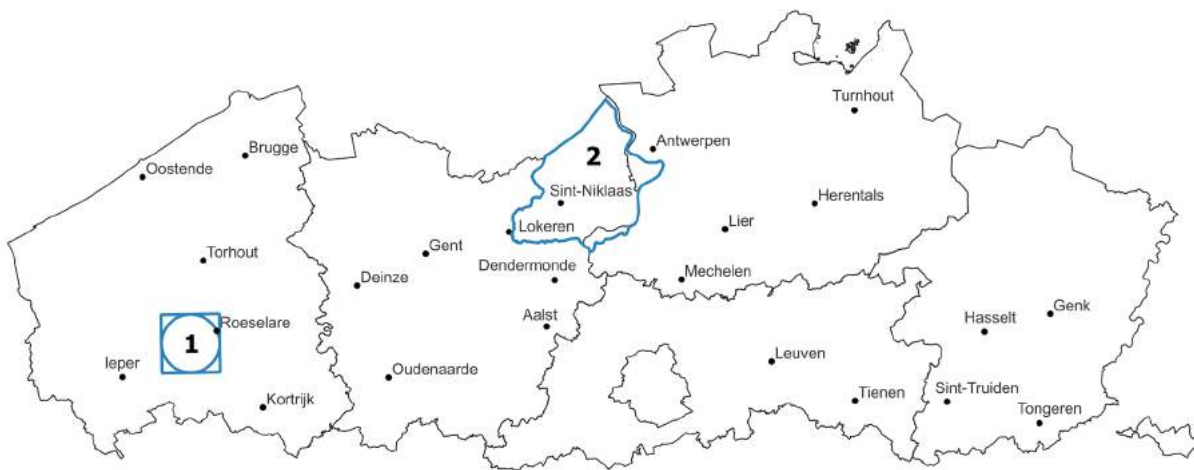 Turnhout
Brugge
Antwerpen
2
Oostende
Sint-Niklaas
Herentals
Lokeren
Lier
Gent
Torhout
Dendermonde
Mechelen
Deinze
Genk
Aalst
Roeselare
Hasselt
1
Leuven
Ieper
Oudenaarde
Tienen
Sint-Truiden
Kortrijk
Tongeren